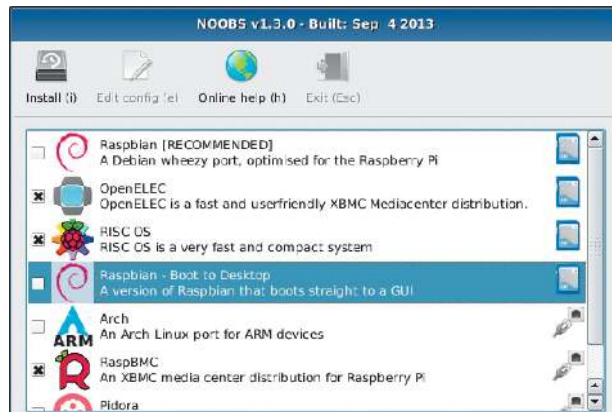 NOOBS v1.3.0 - Built: Sep 4 2013
Install (i) Edit config (e) Online help (h) Exit (Esc)
Raspbian [RECOMMENDED]
A Debian wheezy port, optimised for the Raspberry Pi
OpenELEC
OpenELEC is a fast and userfriendly XBMC Mediacenter distribution.
RISC OS
RISC OS is a very fast and compact system
Raspbian - Boot to Desktop
A version of Raspbian that boots straight to a GUI
Arch
ARM An Arch Linux port for ARM devices
RaspBMC
An XBMC media center distribution for Raspberry Pi
Pidora